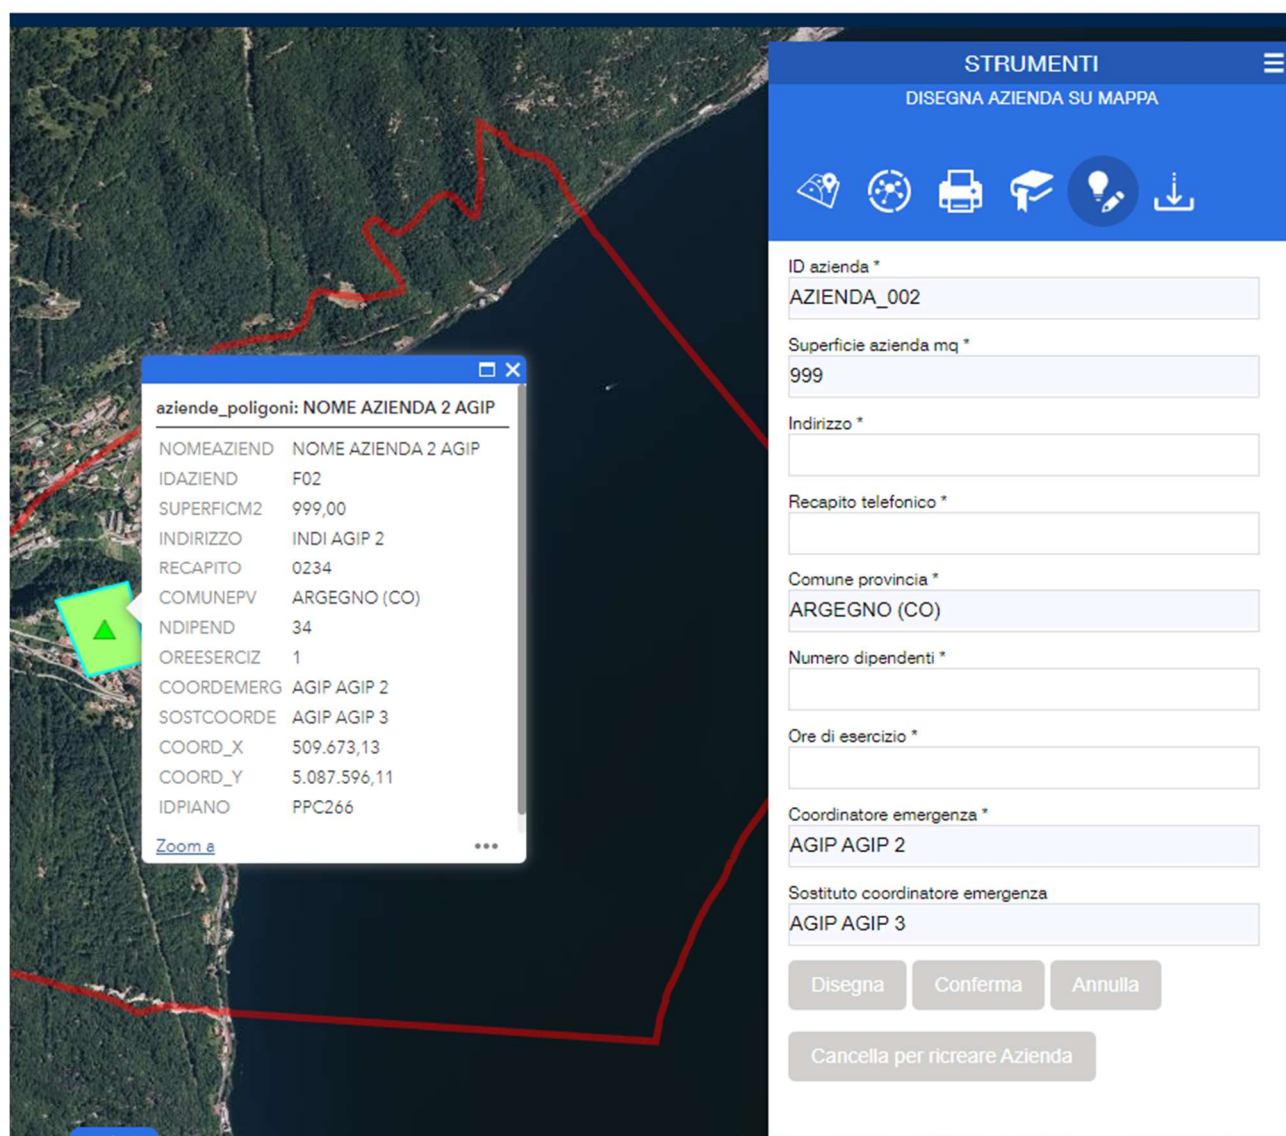 STRUMENTI
DISEGNA AZIENDA SU MAPPA
ID azienda *
AZIENDA_002
Superficie azienda mq *
999
Indirizzo *
Recapito telefonico *
Comune provincia *
ARGEGNO (CO)
Numero dipendenti *
Ore di esercizio *
Coordinatore emergenza *
AGIP AGIP 2
Sostituto coordinatore emergenza
AGIP AGIP 3
Disegna Conferma Annulla
Cancella per ricreare Azienda
aziende_poligoni: NOME AZIENDA 2 AGIP
NOMEAZIEND NOME AZIENDA 2 AGIP
IDAZIEND F02
SUPERFICM2 999,00
INDIRIZZO INDI AGIP 2
RECAPITO 0234
COMUNEPV ARGEGNO (CO)
NDIPEND 34
OREESERCIZ 1
COORDEMERG AGIP AGIP 2
SOSTCOORDE AGIP AGIP 3
COORD_X 509.673,13
COORD_Y 5.087.596,11
IDPIANO PPC266
Zoom a